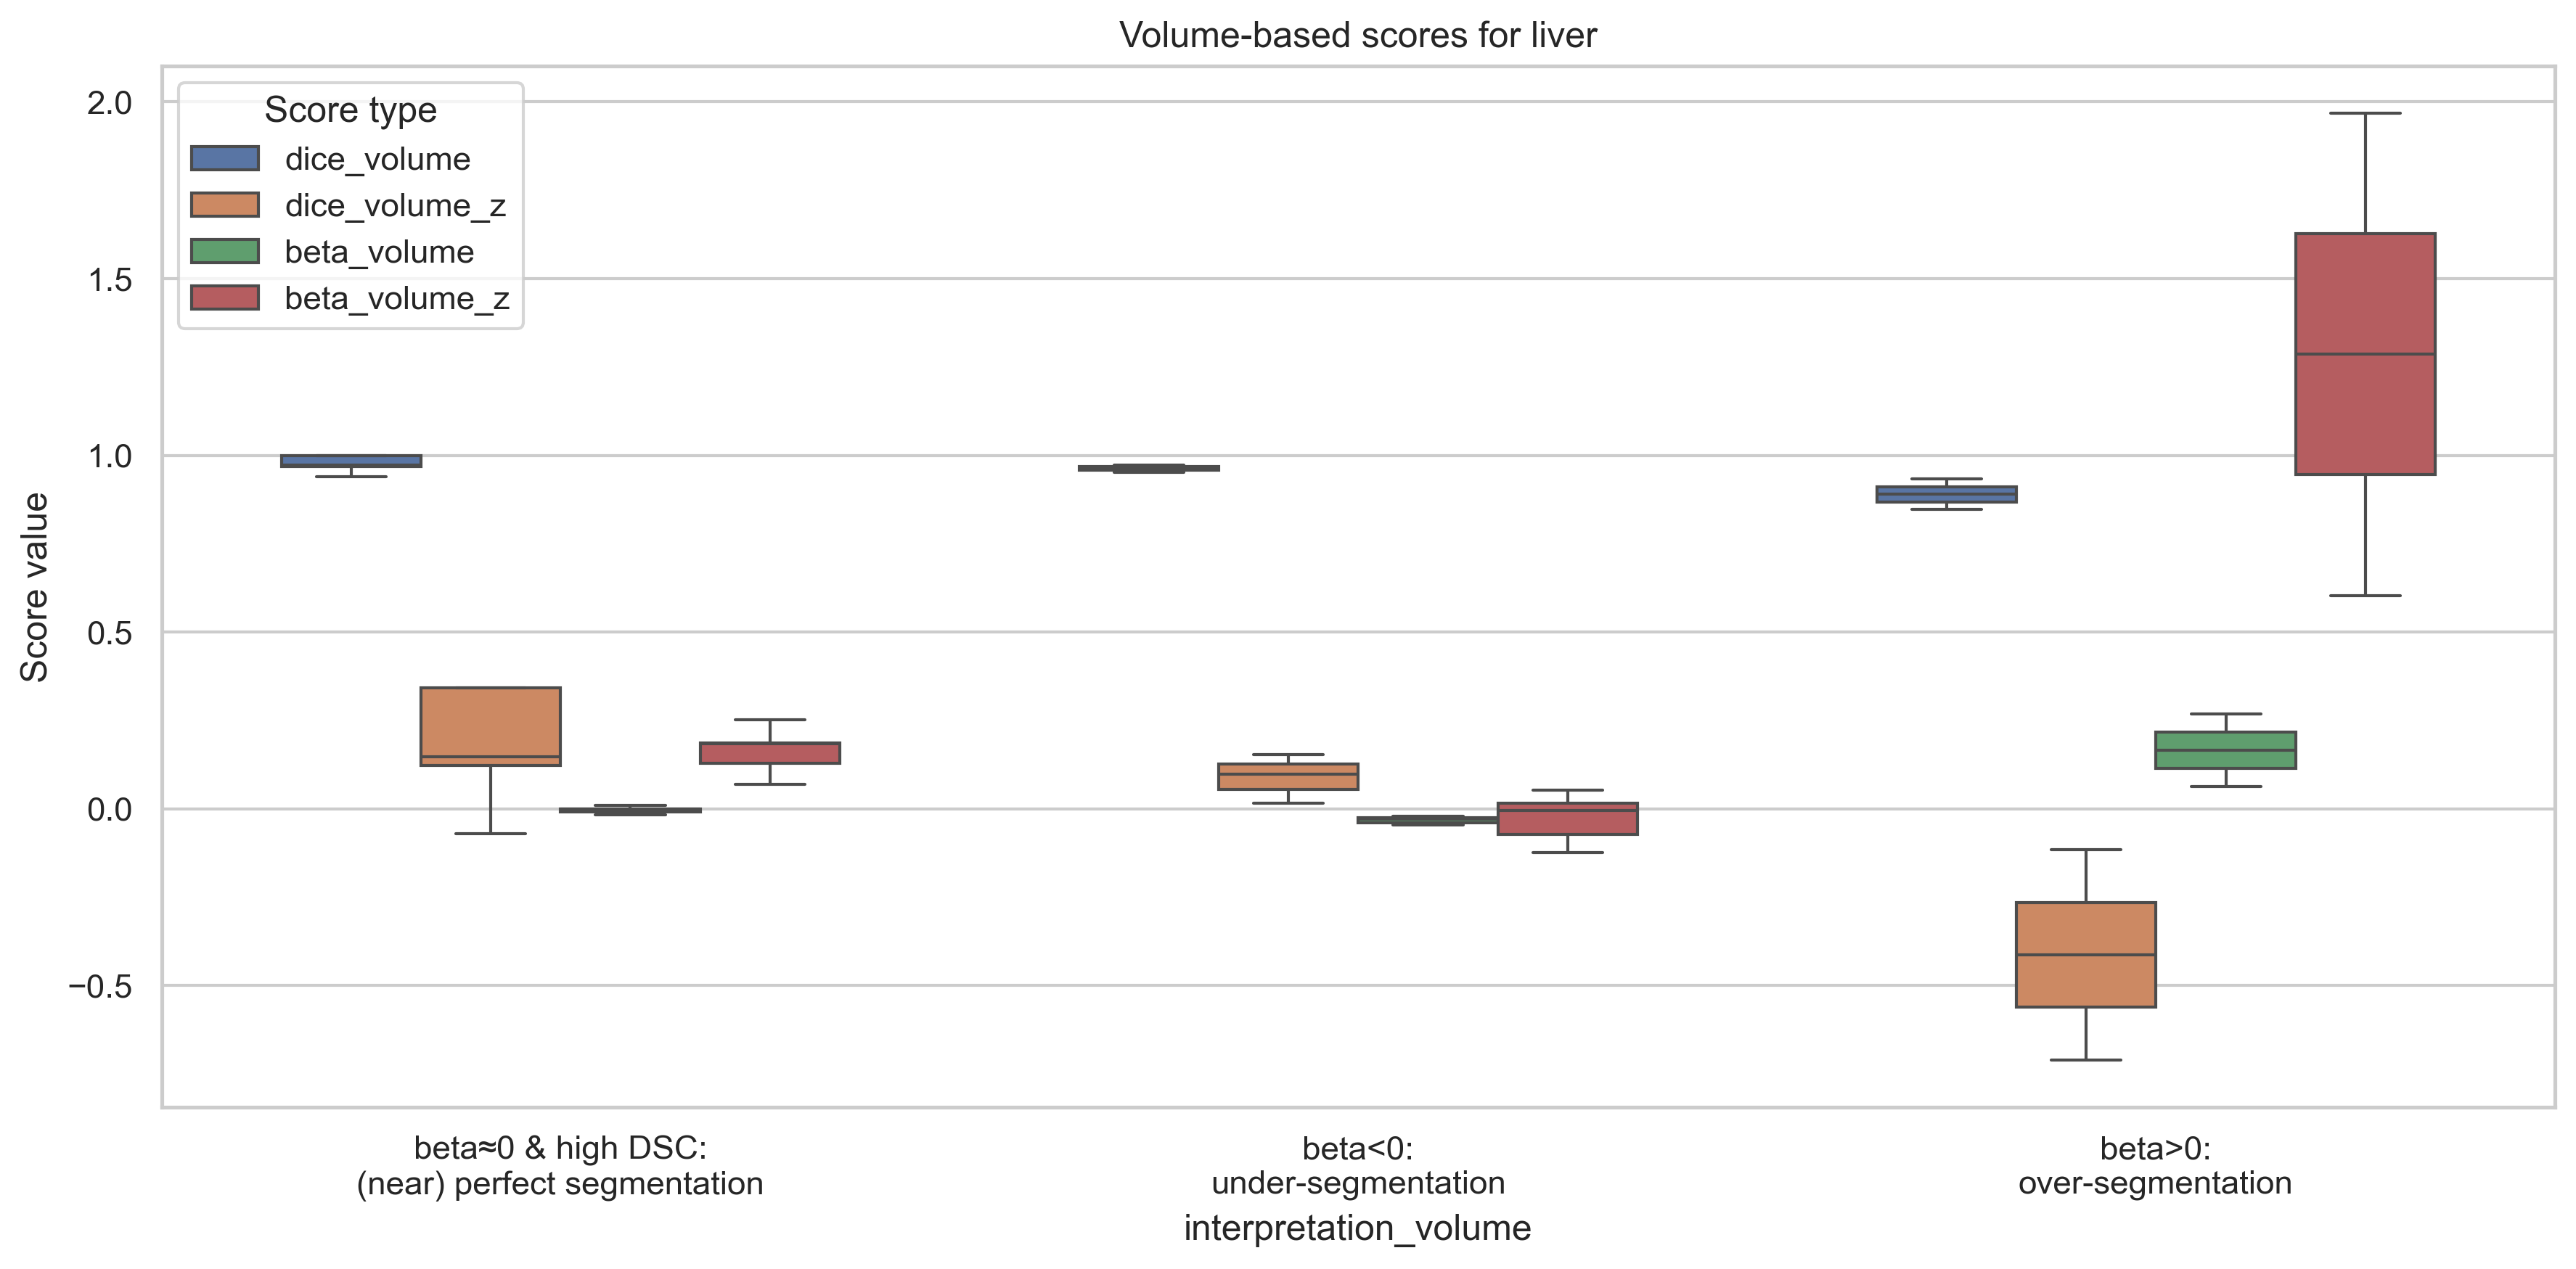 Volume-based scores for liver
Score type
dice_volume
dice_volume_z
beta_volume
beta_volume_z
Score value
2.0
1.5
1.0
0.5
0.0
−0.5
beta≈0 & high DSC:
(near) perfect segmentation
beta<0:
under-segmentation
beta>0:
over-segmentation
interpretation_volume